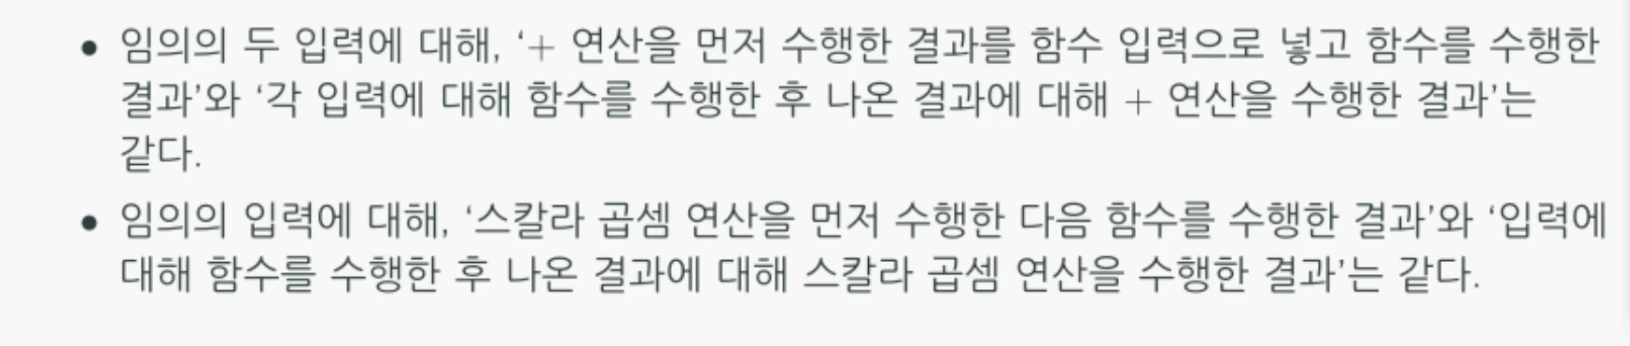 • 임의의 두 입력에 대해, ‘+ 연산을 먼저 수행한 결과를 함수 입력으로 넣고 함수를 수행한
결과’와 ‘각 입력에 대해 함수를 수행한 후 나온 결과에 대해 + 연산을 수행한 결과’는
같다.
• 임의의 입력에 대해, ‘스칼라 곱셈 연산을 먼저 수행한 다음 함수를 수행한 결과’와 ‘입력에
대해 함수를 수행한 후 나온 결과에 대해 스칼라 곱셈 연산을 수행한 결과’는 같다.